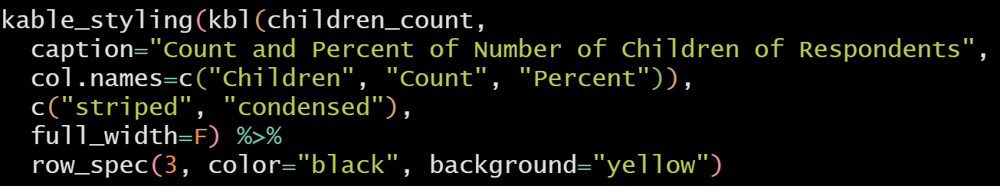 kable_styling(kbl(children_count,
  caption="Count and Percent of Number of Children of Respondents",
  col.names=c("Children", "Count", "Percent")),
  c("striped", "condensed"),
  full_width=F) %>%
  row_spec(3, color="black", background="yellow")